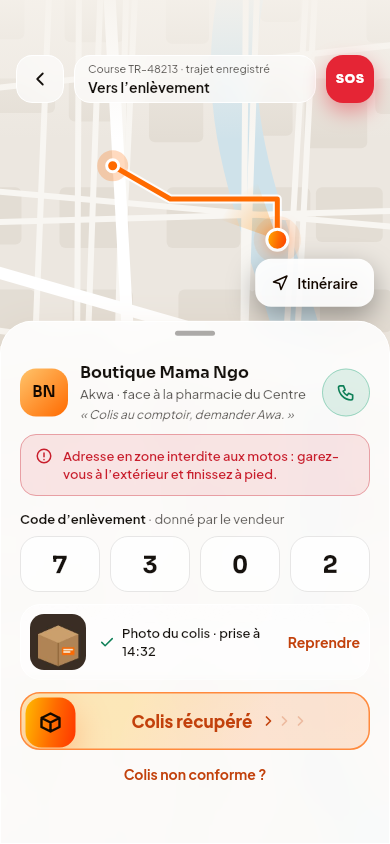 Course TR-48213 · trajet enregistré
Vers l’enlèvement
SOS
Itinéraire
BN
Boutique Mama Ngo
Akwa · face à la pharmacie du Centre
« Colis au comptoir, demander Awa. »
Adresse en zone interdite aux motos : garez-
vous à l’extérieur et finissez à pied.
Code d’enlèvement · donné par le vendeur
7 3 0 2
Photo du colis · prise à
14:32
Reprendre
Colis récupéré
Colis non conforme ?